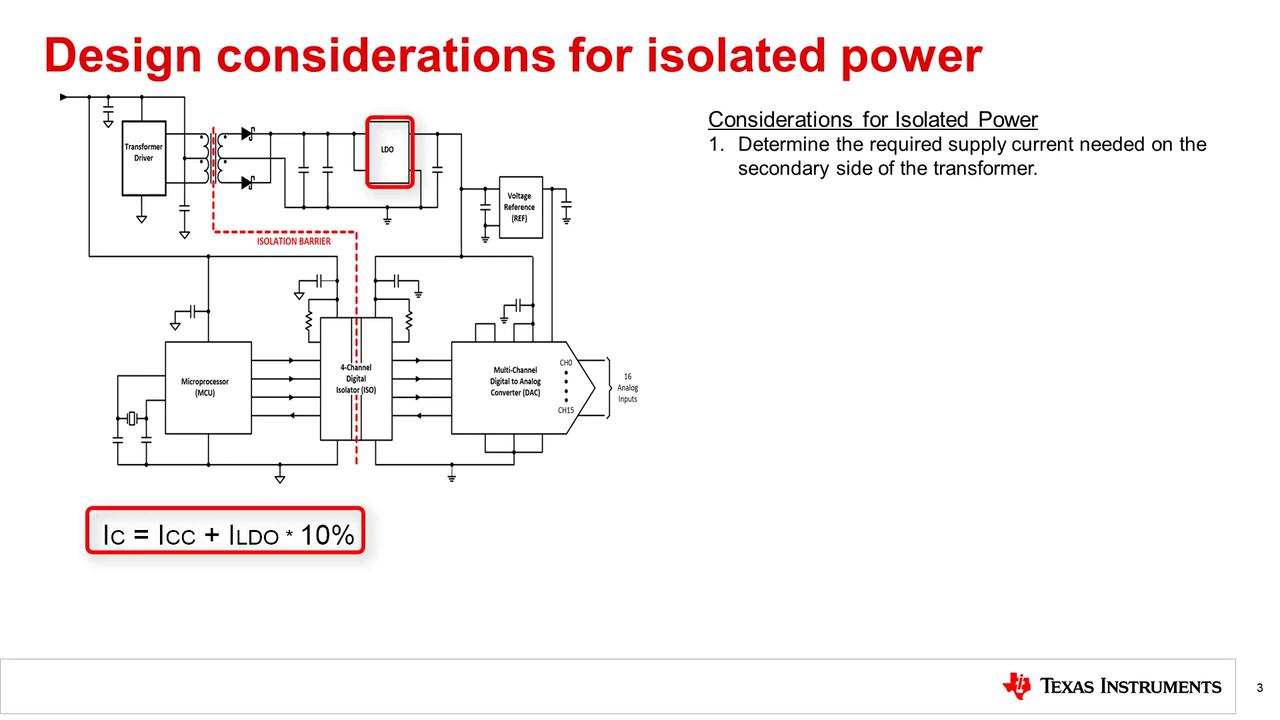 Design considerations for isolated power
Considerations for Isolated Power
1. Determine the required supply current needed on the
secondary side of the transformer.
Transformer
Driver
LDO
Voltage
Reference
(REF)
ISOLATION BARRIER
Microprocessor
(MCU)
4-Channel
Digital
Isolator (ISO)
Multi-Channel
Digital to Analog
Converter (DAC)
CH0
CH15
16
Analog
Inputs
IC = ICC + ILDO * 10%
TEXAS INSTRUMENTS
3